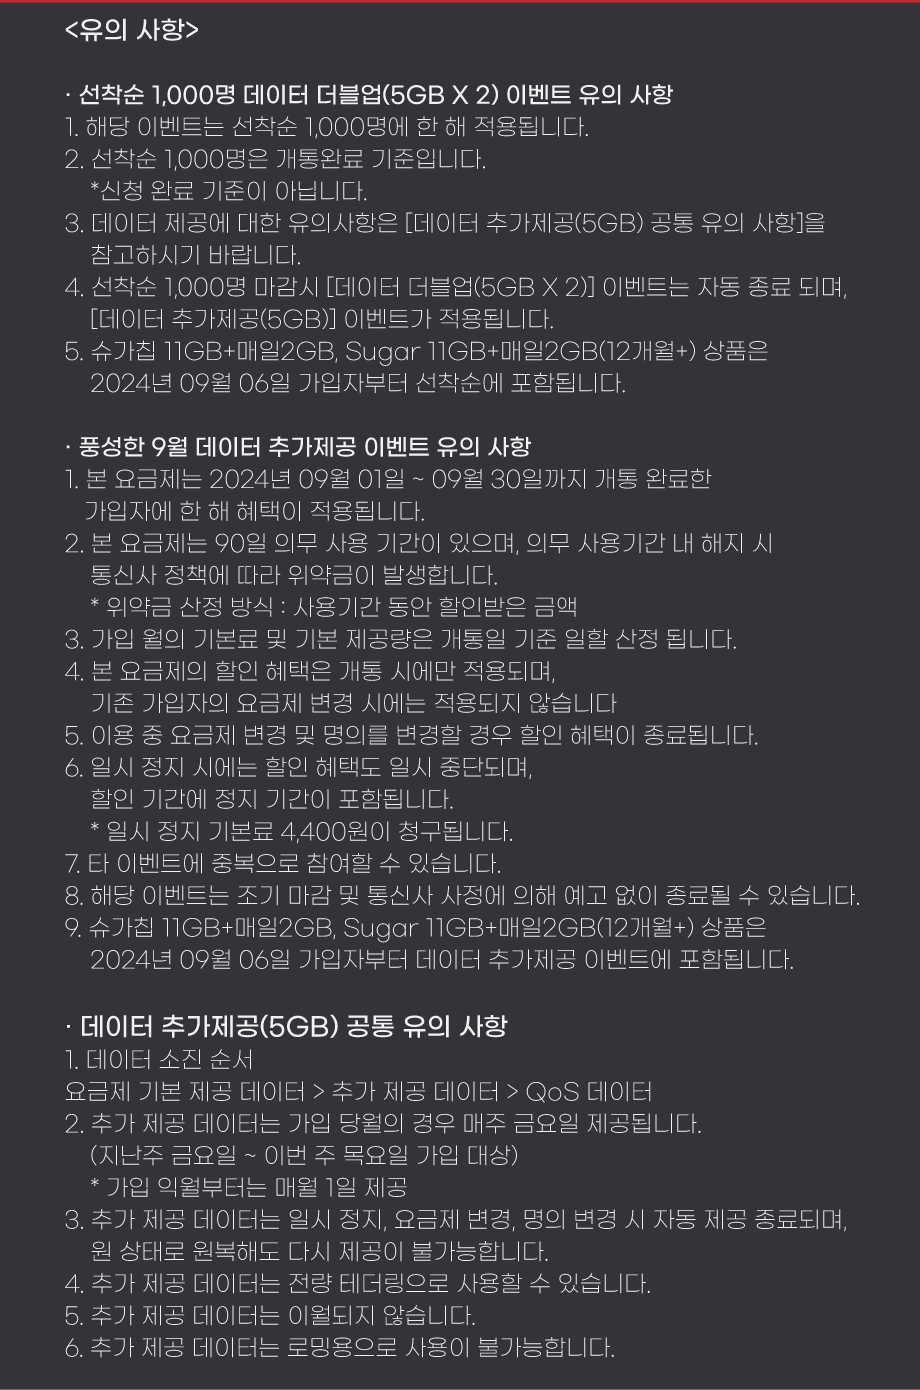 <유의 사항>
· 선착순 1,000명 데이터 더블업(5GB X 2) 이벤트 유의 사항
1. 해당 이벤트는 선착순 1,000명에 한 해 적용됩니다.
2. 선착순 1,000명은 개통완료 기준입니다.
*신청 완료 기준이 아닙니다.
3. 데이터 제공에 대한 유의사항은 [데이터 추가제공(5GB) 공통 유의 사항]을
참고하시기 바랍니다.
4. 선착순 1,000명 마감시 [데이터 더블업(5GB X 2)] 이벤트는 자동 종료 되며,
[데이터 추가제공(5GB)] 이벤트가 적용됩니다.
5. 슈가칩 11GB+매일2GB, Sugar 11GB+매일2GB(12개월+) 상품은
2024년 09월 06일 가입자부터 선착순에 포함됩니다.
· 풍성한 9월 데이터 추가제공 이벤트 유의 사항
1. 본 요금제는 2024년 09월 01일 ~ 09월 30일까지 개통 완료한
가입자에 한 해 혜택이 적용됩니다.
2. 본 요금제는 90일 의무 사용 기간이 있으며, 의무 사용기간 내 해지 시
통신사 정책에 따라 위약금이 발생합니다.
* 위약금 산정 방식 : 사용기간 동안 할인받은 금액
3. 가입 월의 기본료 및 기본 제공량은 개통일 기준 일할 산정 됩니다.
4. 본 요금제의 할인 혜택은 개통 시에만 적용되며,
기존 가입자의 요금제 변경 시에는 적용되지 않습니다
5. 이용 중 요금제 변경 및 명의를 변경할 경우 할인 혜택이 종료됩니다.
6. 일시 정지 시에는 할인 혜택도 일시 중단되며,
할인 기간에 정지 기간이 포함됩니다.
* 일시 정지 기본료 4,400원이 청구됩니다.
7. 타 이벤트에 중복으로 참여할 수 있습니다.
8. 해당 이벤트는 조기 마감 및 통신사 사정에 의해 예고 없이 종료될 수 있습니다.
9. 슈가칩 11GB+매일2GB, Sugar 11GB+매일2GB(12개월+) 상품은
2024년 09월 06일 가입자부터 데이터 추가제공 이벤트에 포함됩니다.
· 데이터 추가제공(5GB) 공통 유의 사항
1. 데이터 소진 순서
요금제 기본 제공 데이터 > 추가 제공 데이터 > QoS 데이터
2. 추가 제공 데이터는 가입 당월의 경우 매주 금요일 제공됩니다.
(지난주 금요일 ~ 이번 주 목요일 가입 대상)
* 가입 익월부터는 매월 1일 제공
3. 추가 제공 데이터는 일시 정지, 요금제 변경, 명의 변경 시 자동 제공 종료되며,
원 상태로 원복해도 다시 제공이 불가능합니다.
4. 추가 제공 데이터는 전량 테더링으로 사용할 수 있습니다.
5. 추가 제공 데이터는 이월되지 않습니다.
6. 추가 제공 데이터는 로밍용으로 사용이 불가능합니다.